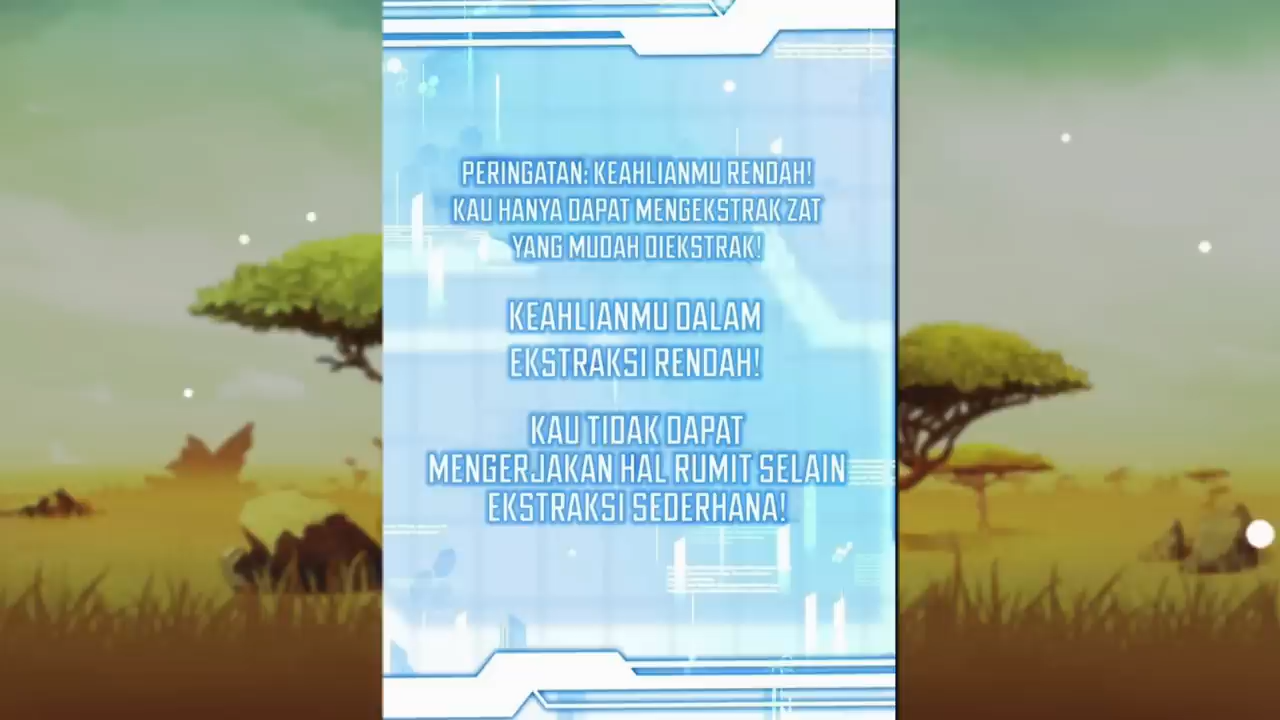 PERINGATAN: KEAHLIANMU RENDAH!
KAU HANYA DAPAT MENGEKSTRAK ZAT
YANG MUDAH DIEKSTRAK!
KEAHLIANMU DALAM
EKSTRAKSI RENDAH!
KAU TIDAK DAPAT
MENGERJAKAN HAL RUMIT SELAIN
EKSTRAKSI SEDERHANA!